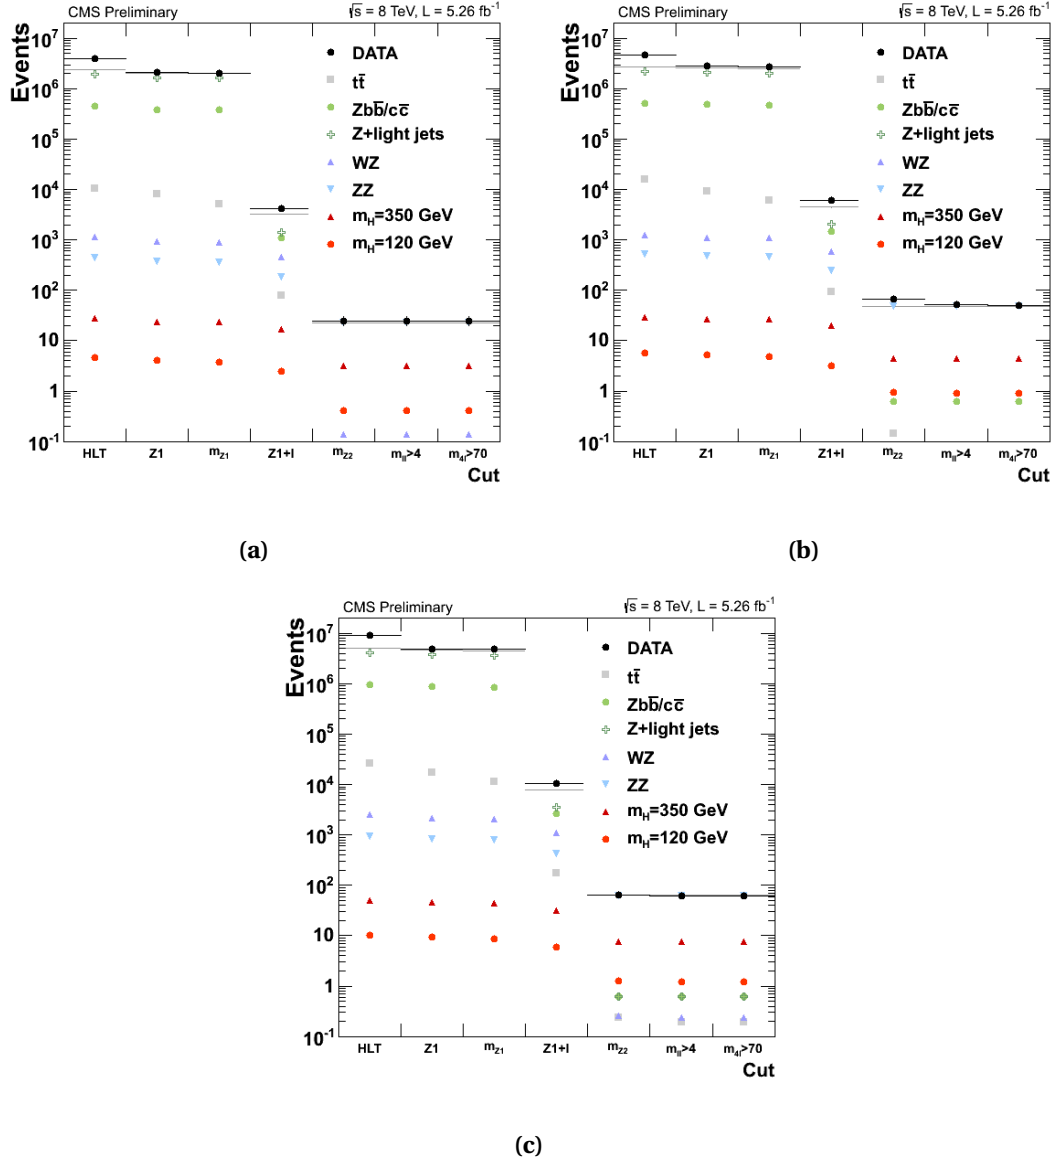 CMS Preliminary
√s = 8 TeV, L = 5.26 fb⁻¹
Events
10⁷
10⁶
10⁵
10⁴
10³
10²
10
1
10⁻¹
DATA
tt̅
Zbb̅/cc̅
Z+light jets
WZ
ZZ
m_H=350 GeV
m_H=120 GeV
HLT Z1 m_Z1 Z1+l m_Z2 m_ll>4 m_4l>70
Cut
(a)
CMS Preliminary
√s = 8 TeV, L = 5.26 fb⁻¹
Events
10⁷
10⁶
10⁵
10⁴
10³
10²
10
1
10⁻¹
DATA
tt̅
Zbb̅/cc̅
Z+light jets
WZ
ZZ
m_H=350 GeV
m_H=120 GeV
HLT Z1 m_Z1 Z1+l m_Z2 m_ll>4 m_4l>70
Cut
(b)
CMS Preliminary
√s = 8 TeV, L = 5.26 fb⁻¹
Events
10⁷
10⁶
10⁵
10⁴
10³
10²
10
1
10⁻¹
DATA
tt̅
Zbb̅/cc̅
Z+light jets
WZ
ZZ
m_H=350 GeV
m_H=120 GeV
HLT Z1 m_Z1 Z1+l m_Z2 m_ll>4 m_4l>70
Cut
(c)